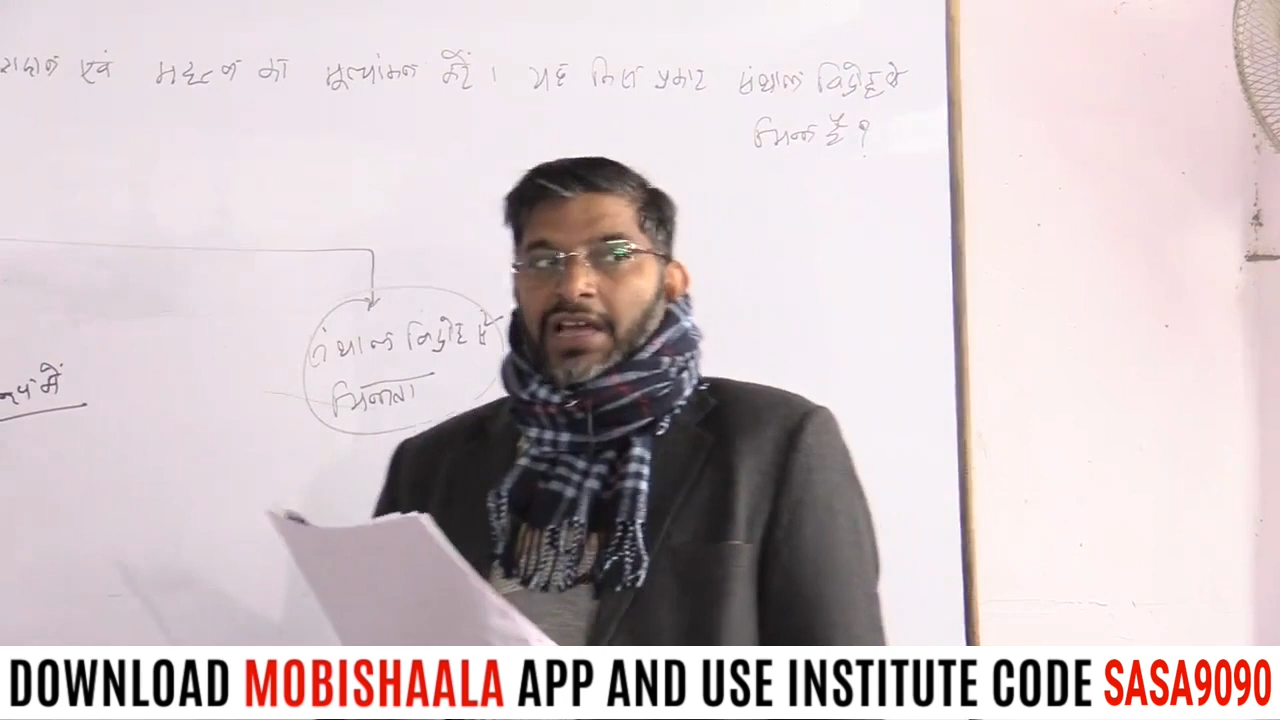 एवं महत्व का मूल्यांकन करें । यह किस प्रकार संथाल विद्रोह से
भिन्न है ?
संथाल विद्रोह से
भिन्नता
में
DOWNLOAD MOBISHAALA APP AND USE INSTITUTE CODE SASA9090